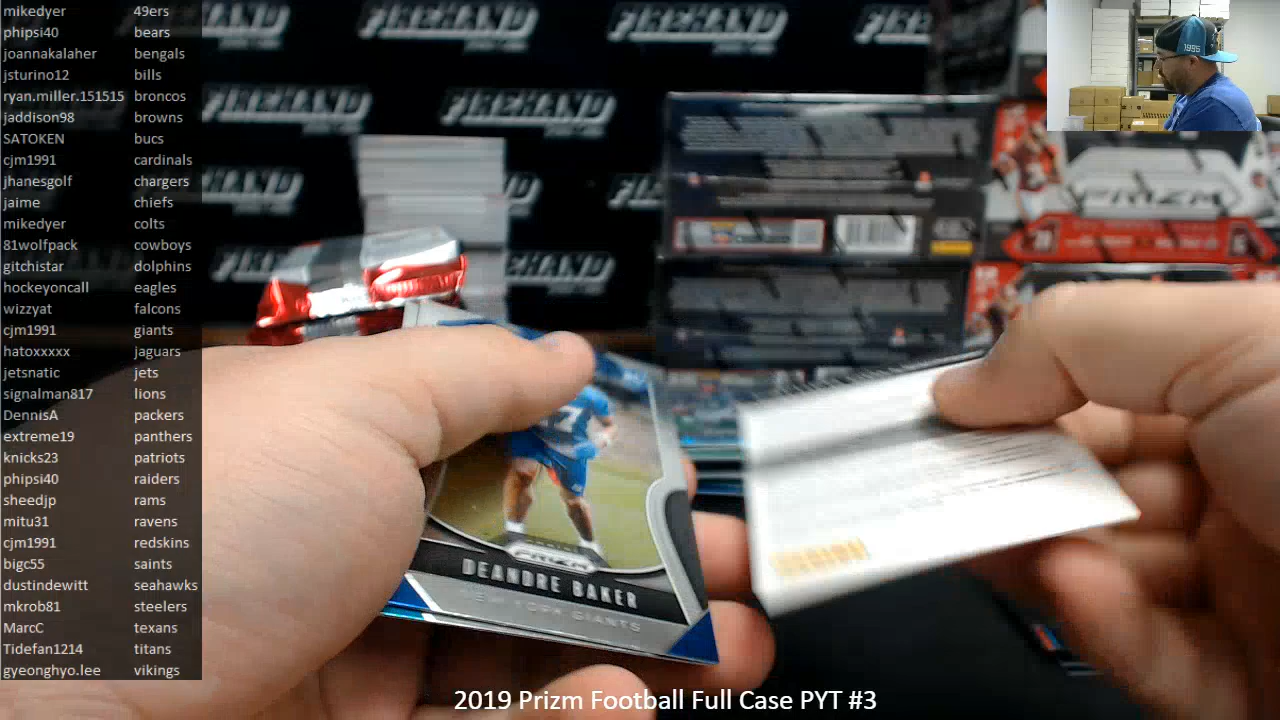 mikedyer 49ers
phipsi40 bears
joannakalaher bengals
jsturino12 bills
ryan.miller.151515 broncos
jaddison98 browns
SATOKEN bucs
cjm1991 cardinals
jhanesgolf chargers
jaime chiefs
mikedyer colts
81wolfpack cowboys
gitchistar dolphins
hockeyoncall eagles
wizzyat falcons
cjm1991 giants
hatoxxxxx jaguars
jetsnatic jets
signalman817 lions
DennisA packers
extreme19 panthers
knicks23 patriots
phipsi40 raiders
sheedjp rams
mitu31 ravens
cjm1991 redskins
bigc55 saints
dustindewitt seahawks
mkrob81 steelers
MarcC texans
Tidefan1214 titans
gyeonghyo.lee vikings
FIREHAND FIREHAND
FIREHAND FIREHAND
FIREHAND
1995
PRIZM
PRIZM
DEANDRE BAKER
NEW YORK GIANTS
2019 Prizm Football Full Case PYT #3